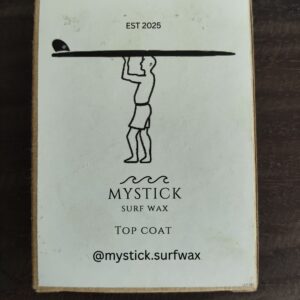 EST 2025
MYSTICK
SURF WAX
TOP COAT
@mystick.surfwax